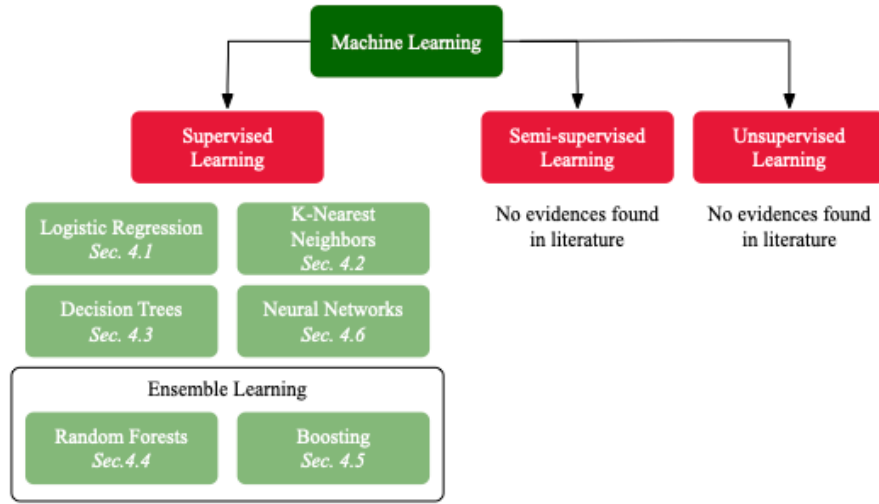 Machine Learning
Supervised
Learning
Semi-supervised
Learning
Unsupervised
Learning
No evidences found
in literature
No evidences found
in literature
Logistic Regression
Sec. 4.1
K-Nearest
Neighbors
Sec. 4.2
Decision Trees
Sec. 4.3
Neural Networks
Sec. 4.6
Ensemble Learning
Random Forests
Sec.4.4
Boosting
Sec. 4.5